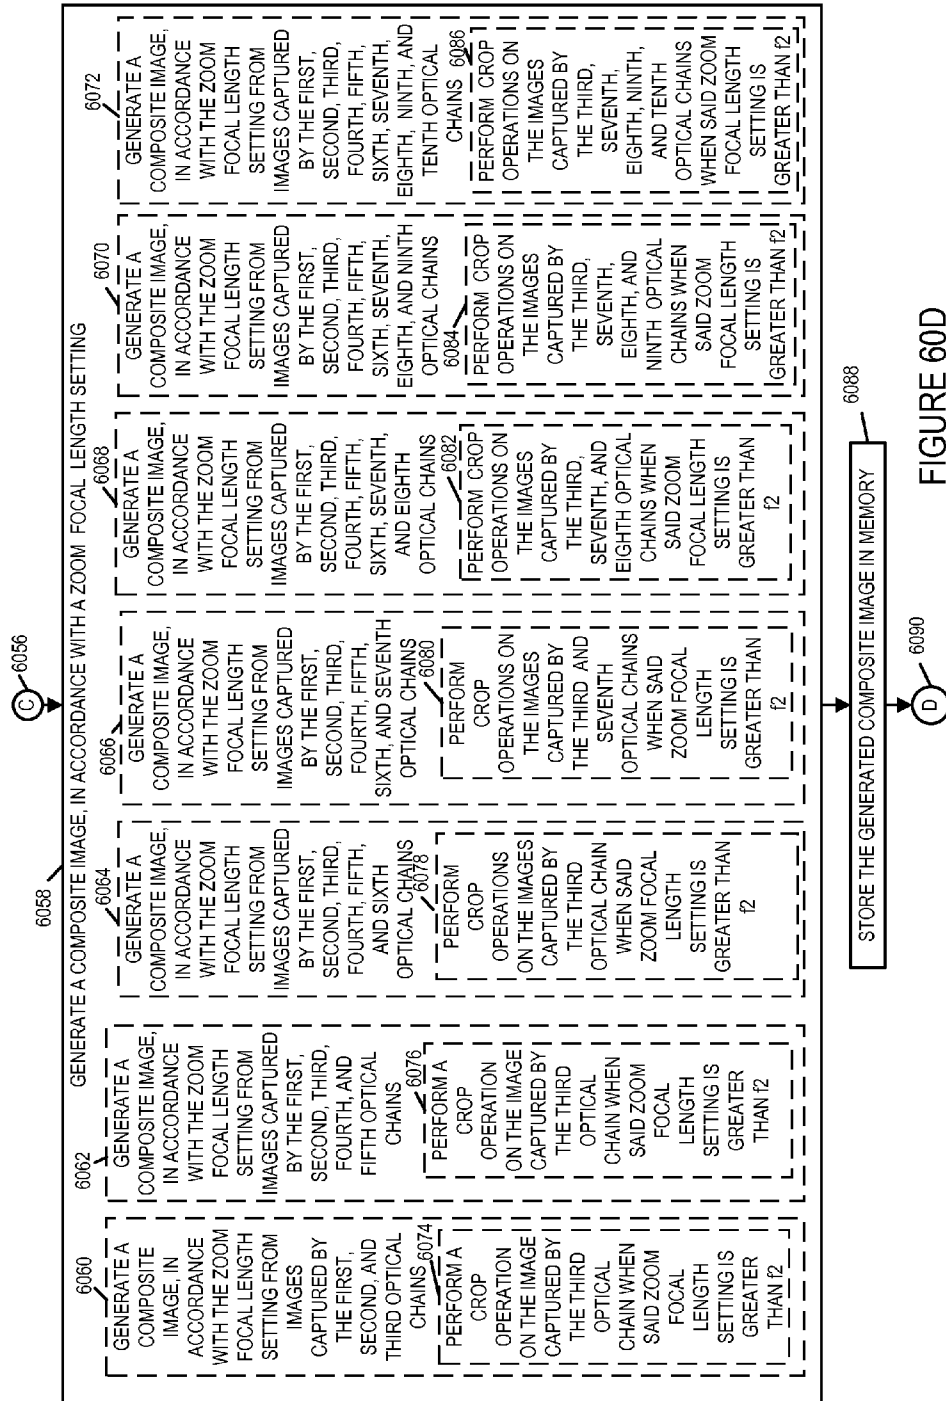 C
6056
6058
GENERATE A COMPOSITE IMAGE, IN ACCORDANCE WITH A ZOOM FOCAL LENGTH SETTING
6060
GENERATE A
COMPOSITE
IMAGE, IN
ACCORDANCE
WITH THE ZOOM
FOCAL LENGTH
SETTING FROM
IMAGES
CAPTURED BY
THE FIRST,
SECOND, AND
THIRD OPTICAL
CHAINS
6074
PERFORM A
CROP
OPERATION
ON THE IMAGE
CAPTURED BY
THE THIRD
OPTICAL
CHAIN WHEN
SAID ZOOM
FOCAL
LENGTH
SETTING IS
GREATER
THAN f2
6062
GENERATE A
COMPOSITE IMAGE,
IN ACCORDANCE
WITH THE ZOOM
FOCAL LENGTH
SETTING FROM
IMAGES CAPTURED
BY THE FIRST,
SECOND, THIRD,
FOURTH, AND
FIFTH OPTICAL
CHAINS
6076
PERFORM A
CROP
OPERATION
ON THE IMAGE
CAPTURED BY
THE THIRD
OPTICAL
CHAIN WHEN
SAID ZOOM
FOCAL
LENGTH
SETTING IS
GREATER
THAN f2
6064
GENERATE A
COMPOSITE IMAGE,
IN ACCORDANCE
WITH THE ZOOM
FOCAL LENGTH
SETTING FROM
IMAGES CAPTURED
BY THE FIRST,
SECOND, THIRD,
FOURTH, FIFTH,
AND SIXTH
OPTICAL CHAINS
6078
PERFORM
CROP
OPERATIONS
ON THE IMAGES
CAPTURED BY
THE THIRD
OPTICAL CHAIN
WHEN SAID
ZOOM FOCAL
LENGTH
SETTING IS
GREATER THAN
f2
6066
GENERATE A
COMPOSITE IMAGE,
IN ACCORDANCE
WITH THE ZOOM
FOCAL LENGTH
SETTING FROM
IMAGES CAPTURED
BY THE FIRST,
SECOND, THIRD,
FOURTH, FIFTH,
SIXTH, AND SEVENTH
OPTICAL CHAINS
6080
PERFORM
CROP
OPERATIONS ON
THE IMAGES
CAPTURED BY
THE THIRD AND
SEVENTH
OPTICAL CHAINS
WHEN SAID
ZOOM FOCAL
LENGTH
SETTING IS
GREATER THAN
f2
6068
GENERATE A
COMPOSITE IMAGE,
IN ACCORDANCE
WITH THE ZOOM
FOCAL LENGTH
SETTING FROM
IMAGES CAPTURED
BY THE FIRST,
SECOND, THIRD,
FOURTH, FIFTH,
SIXTH, SEVENTH,
AND EIGHTH
OPTICAL CHAINS
6082
PERFORM CROP
OPERATIONS ON
THE IMAGES
CAPTURED BY
THE THIRD,
SEVENTH, AND
EIGHTH OPTICAL
CHAINS WHEN
SAID ZOOM
FOCAL LENGTH
SETTING IS
GREATER THAN
f2
6070
GENERATE A
COMPOSITE IMAGE,
IN ACCORDANCE
WITH THE ZOOM
FOCAL LENGTH
SETTING FROM
IMAGES CAPTURED
BY THE FIRST,
SECOND, THIRD,
FOURTH, FIFTH,
SIXTH, SEVENTH,
EIGHTH, AND NINTH
OPTICAL CHAINS
6084
PERFORM CROP
OPERATIONS ON
THE IMAGES
CAPTURED BY
THE THIRD,
SEVENTH,
EIGHTH, AND
NINTH OPTICAL
CHAINS WHEN
SAID ZOOM
FOCAL LENGTH
SETTING IS
GREATER THAN f2
6072
GENERATE A
COMPOSITE IMAGE,
IN ACCORDANCE
WITH THE ZOOM
FOCAL LENGTH
SETTING FROM
IMAGES CAPTURED
BY THE FIRST,
SECOND, THIRD,
FOURTH, FIFTH,
SIXTH, SEVENTH,
EIGHTH, NINTH, AND
TENTH OPTICAL
CHAINS
6086
PERFORM CROP
OPERATIONS ON
THE IMAGES
CAPTURED BY
THE THIRD,
SEVENTH,
EIGHTH, NINTH,
AND TENTH
OPTICAL CHAINS
WHEN SAID ZOOM
FOCAL LENGTH
SETTING IS
GREATER THAN f2
STORE THE GENERATED COMPOSITE IMAGE IN MEMORY
6088
D
6090
FIGURE 60D